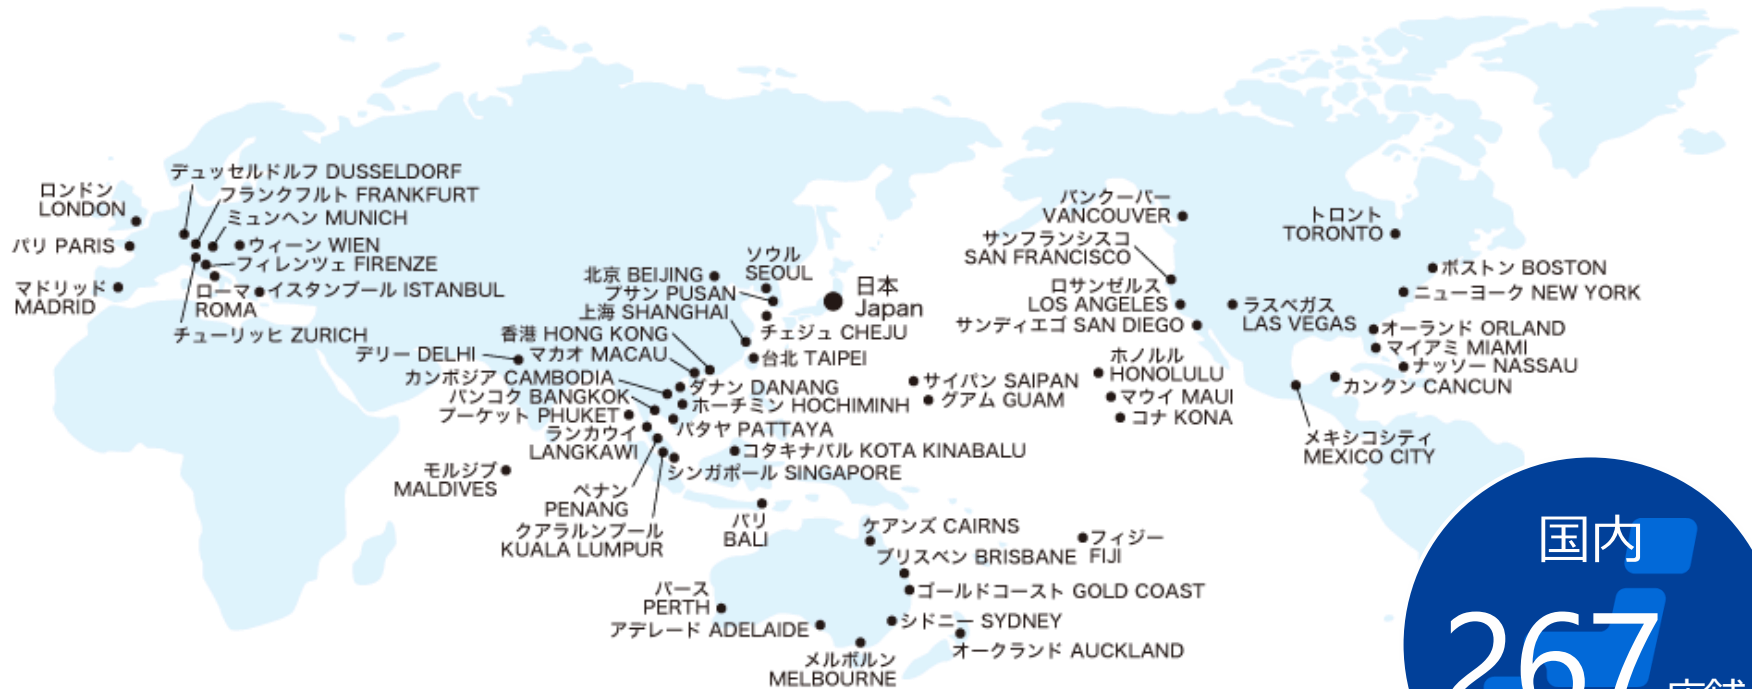 デュッセルドルフ DUSSELDORF
フランクフルト FRANKFURT
ミュンヘン MUNICH
ロンドン
LONDON
パリ PARIS
ウィーン WIEN
フィレンツェ FIRENZE
マドリッド
MADRID
ローマ
ROMA
イスタンブール ISTANBUL
チューリッヒ ZURICH
ソウル
SEOUL
北京 BEIJING
プサン PUSAN
上海 SHANGHAI
日本
Japan
チェジュ CHEJU
香港 HONG KONG
デリー DELHI
マカオ MACAU
台北 TAIPEI
カンボジア CAMBODIA
ダナン DANANG
バンコク BANGKOK
ホーチミン HOCHIMINH
プーケット PHUKET
パタヤ PATTAYA
ランカウイ
LANGKAWI
コタキナバル KOTA KINABALU
シンガポール SINGAPORE
モルジブ
MALDIVES
ペナン
PENANG
クアラルンプール
KUALA LUMPUR
バリ
BALI
サイパン SAIPAN
グアム GUAM
ケアンズ CAIRNS
フィジー
FIJI
ブリスベン BRISBANE
ゴールドコースト GOLD COAST
パース
PERTH
アデレード ADELAIDE
シドニー SYDNEY
オークランド AUCKLAND
メルボルン
MELBOURNE
バンクーバー
VANCOUVER
サンフランシスコ
SAN FRANCISCO
ロサンゼルス
LOS ANGELES
サンディエゴ SAN DIEGO
ラスベガス
LAS VEGAS
ホノルル
HONOLULU
マウイ MAUI
コナ KONA
トロント
TORONTO
ボストン BOSTON
ニューヨーク NEW YORK
オーランド ORLAND
マイアミ MIAMI
ナッソー NASSAU
カンクン CANCUN
メキシコシティ
MEXICO CITY
国内
267